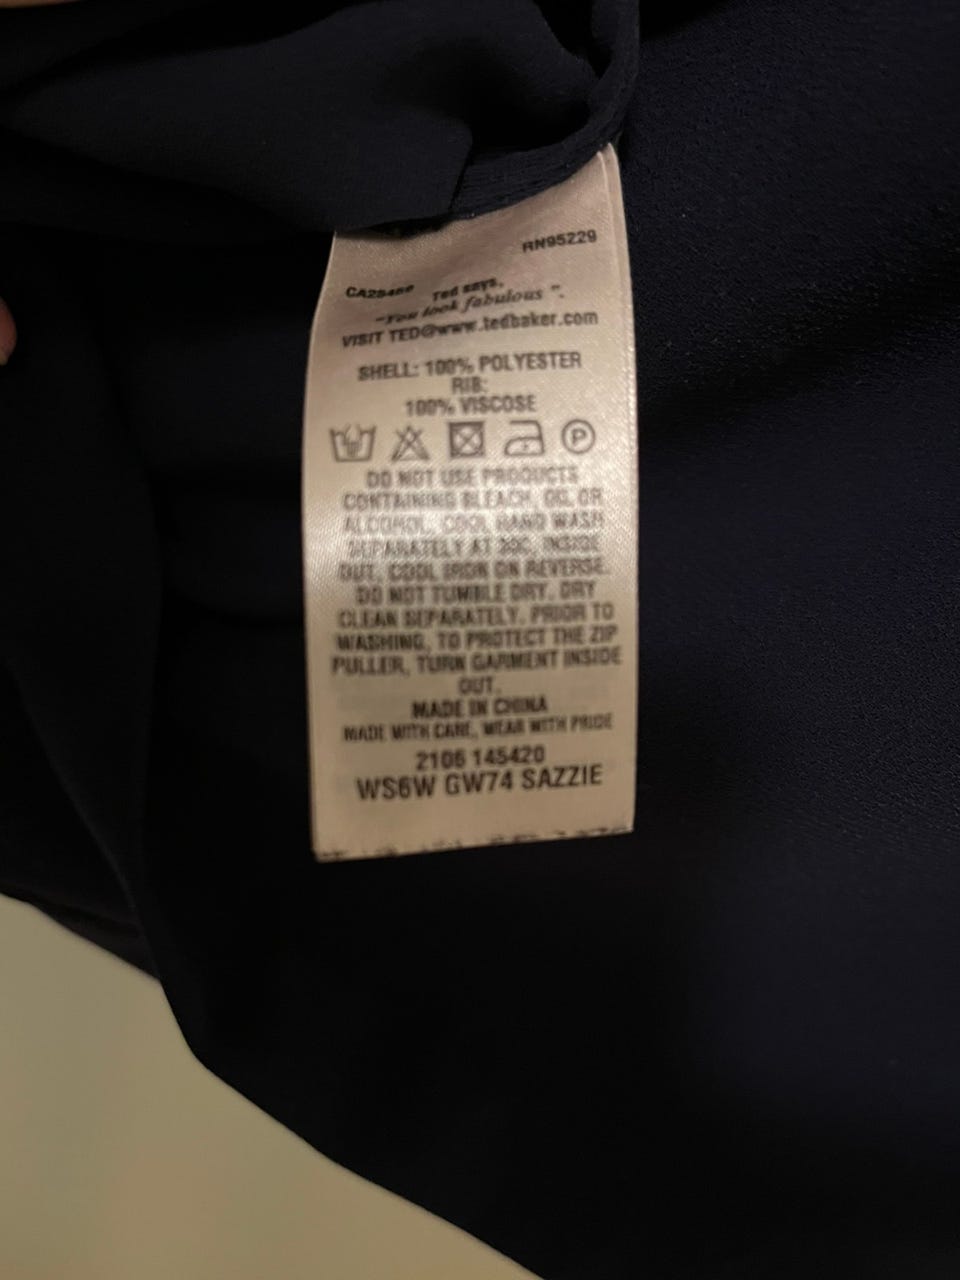 RN95229
Ted says,
"You look fabulous".
VISIT TED@www.tedbaker.com
SHELL: 100% POLYESTER
RIB:
100% VISCOSE
P
DO NOT USE PRODUCTS
CONTAINING BLEACH, OIL OR
ALCOHOL, COOL HAND WASH
SEPARATELY AT 30C, INSIDE
OUT, COOL IRON ON REVERSE.
DO NOT TUMBLE DRY. DRY
CLEAN SEPARATELY. PRIOR TO
WASHING, TO PROTECT THE ZIP
PULLER, TURN GARMENT INSIDE
OUT.
MADE IN CHINA
MADE WITH CARE, WEAR WITH PRIDE
2106 145420
WS6W GW74 SAZZIE